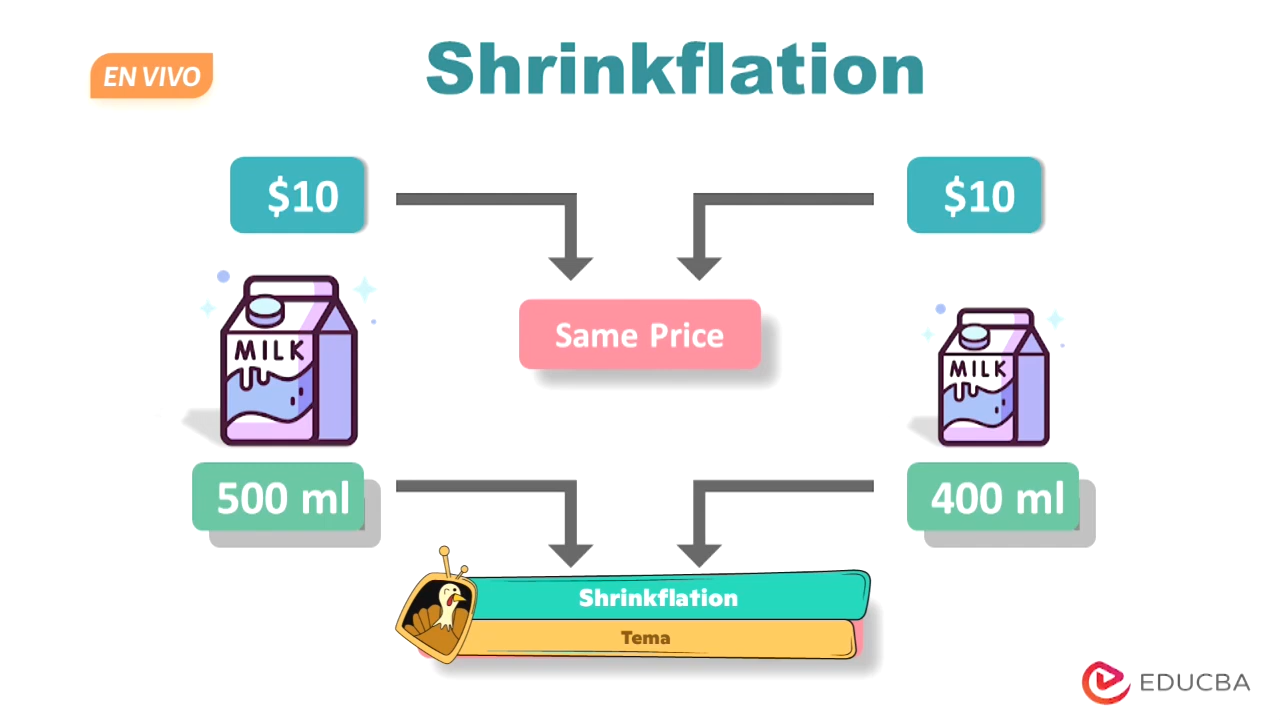 EN VIVO
Shrinkflation
$10
$10
Same Price
MILK
MILK
500 ml
400 ml
Shrinkflation
Tema
EDUCBA